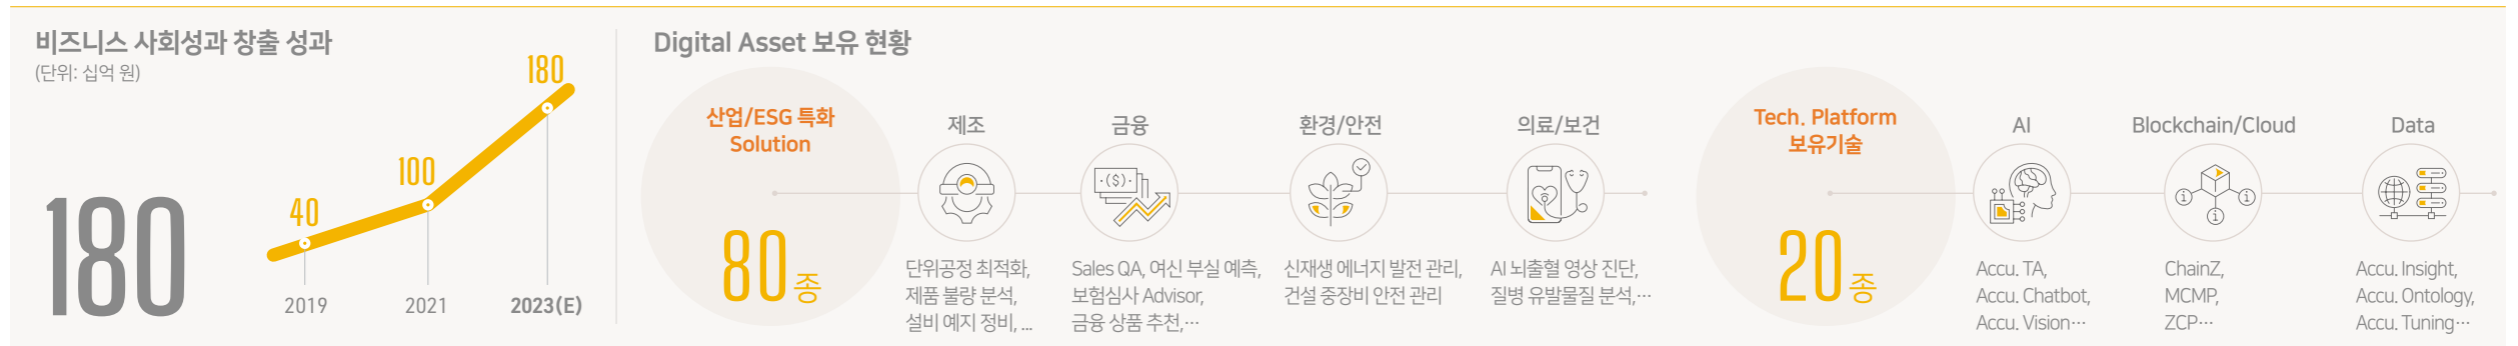 비즈니스 사회성과 창출 성과
(단위: 십억 원)
180
40
100
180
2019
2021
2023(E)
Digital Asset 보유 현황
산업/ESG 특화
Solution
80종
제조
단위공정 최적화,
제품 불량 분석,
설비 예지 정비, ...
금융
Sales QA, 여신 부실 예측,
보험심사 Advisor,
금융 상품 추천,…
환경/안전
신재생 에너지 발전 관리,
건설 중장비 안전 관리
의료/보건
AI 뇌출혈 영상 진단,
질병 유발물질 분석,…
Tech. Platform
보유기술
20종
AI
Accu. TA,
Accu. Chatbot,
Accu. Vision…
Blockchain/Cloud
ChainZ,
MCMP,
ZCP…
Data
Accu. Insight,
Accu. Ontology,
Accu. Tuning…